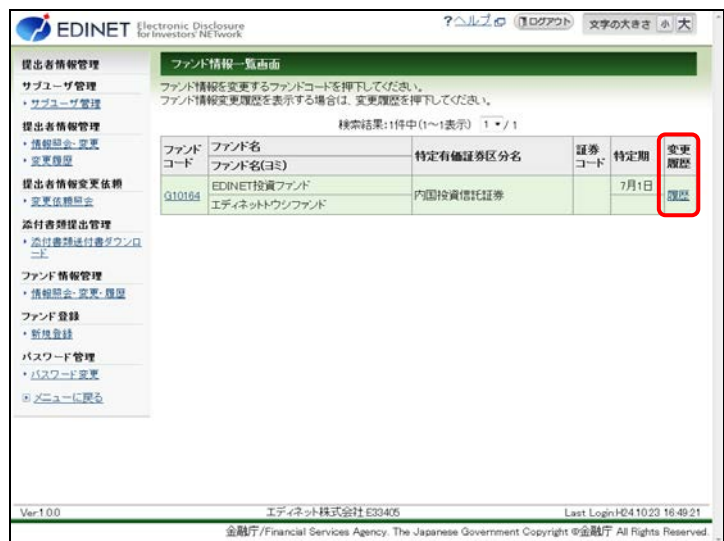 EDINET Electronic Disclosure for Investors' NETwork
?ヘルプ ログアウト 文字の大きさ 小 大
提出者情報管理
サブユーザ管理
・サブユーザ管理
提出者情報管理
・情報照会・変更
・変更履歴
提出者情報変更依頼
・変更依頼照会
添付書類提出管理
・添付書類送付書ダウンロード
ファンド情報管理
・情報照会・変更・履歴
ファンド登録
・新規登録
パスワード管理
・パスワード変更
メニューに戻る
ファンド情報一覧画面
ファンド情報を変更するファンドコードを押下してください。
ファンド情報変更履歴を表示する場合は、変更履歴を押下してください。
検索結果:1件中(1～1表示) 1 / 1
ファンドコード ファンド名 特定有価証券区分名 証券コード 特定期 変更履歴
ファンド名(ヨミ)
G10164 EDINET投資ファンド 内国投資信託証券 7月1日 履歴
エディネットトウシファンド
Ver.1.0.0 エディネット株式会社 E33405 Last Login:H24.10.23 16:49:21
金融庁/Financial Services Agency. The Japanese Government Copyright ©金融庁 All Rights Reserved.